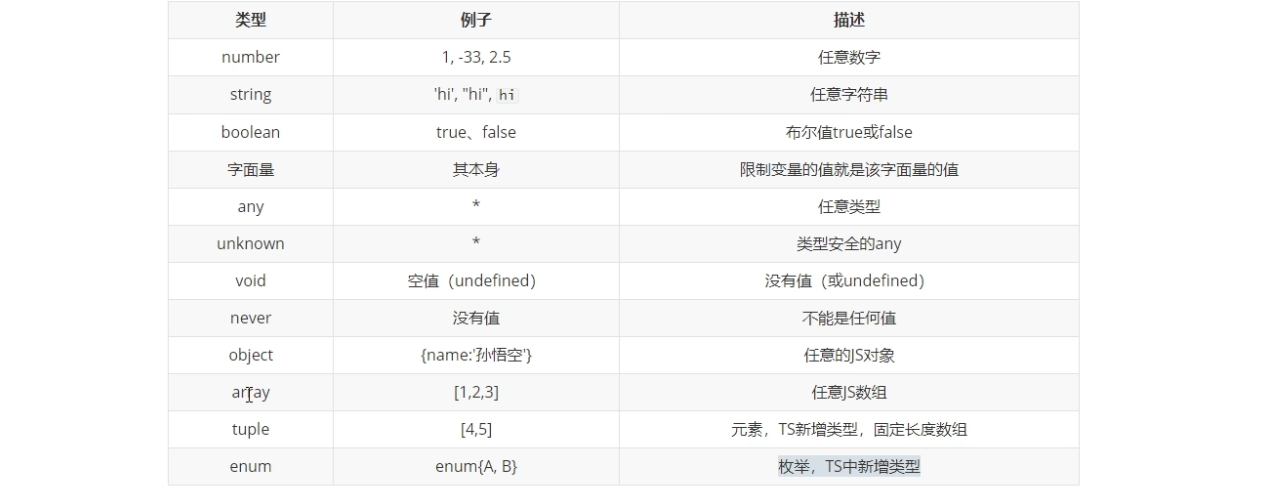 类型 例子 描述
number 1, -33, 2.5 任意数字
string 'hi', "hi", hi 任意字符串
boolean true、false 布尔值true或false
字面量 其本身 限制变量的值就是该字面量的值
any * 任意类型
unknown * 类型安全的any
void 空值（undefined） 没有值（或undefined）
never 没有值 不能是任何值
object {name:'孙悟空'} 任意的JS对象
array [1,2,3] 任意JS数组
tuple [4,5] 元素，TS新增类型，固定长度数组
enum enum{A, B} 枚举，TS中新增类型